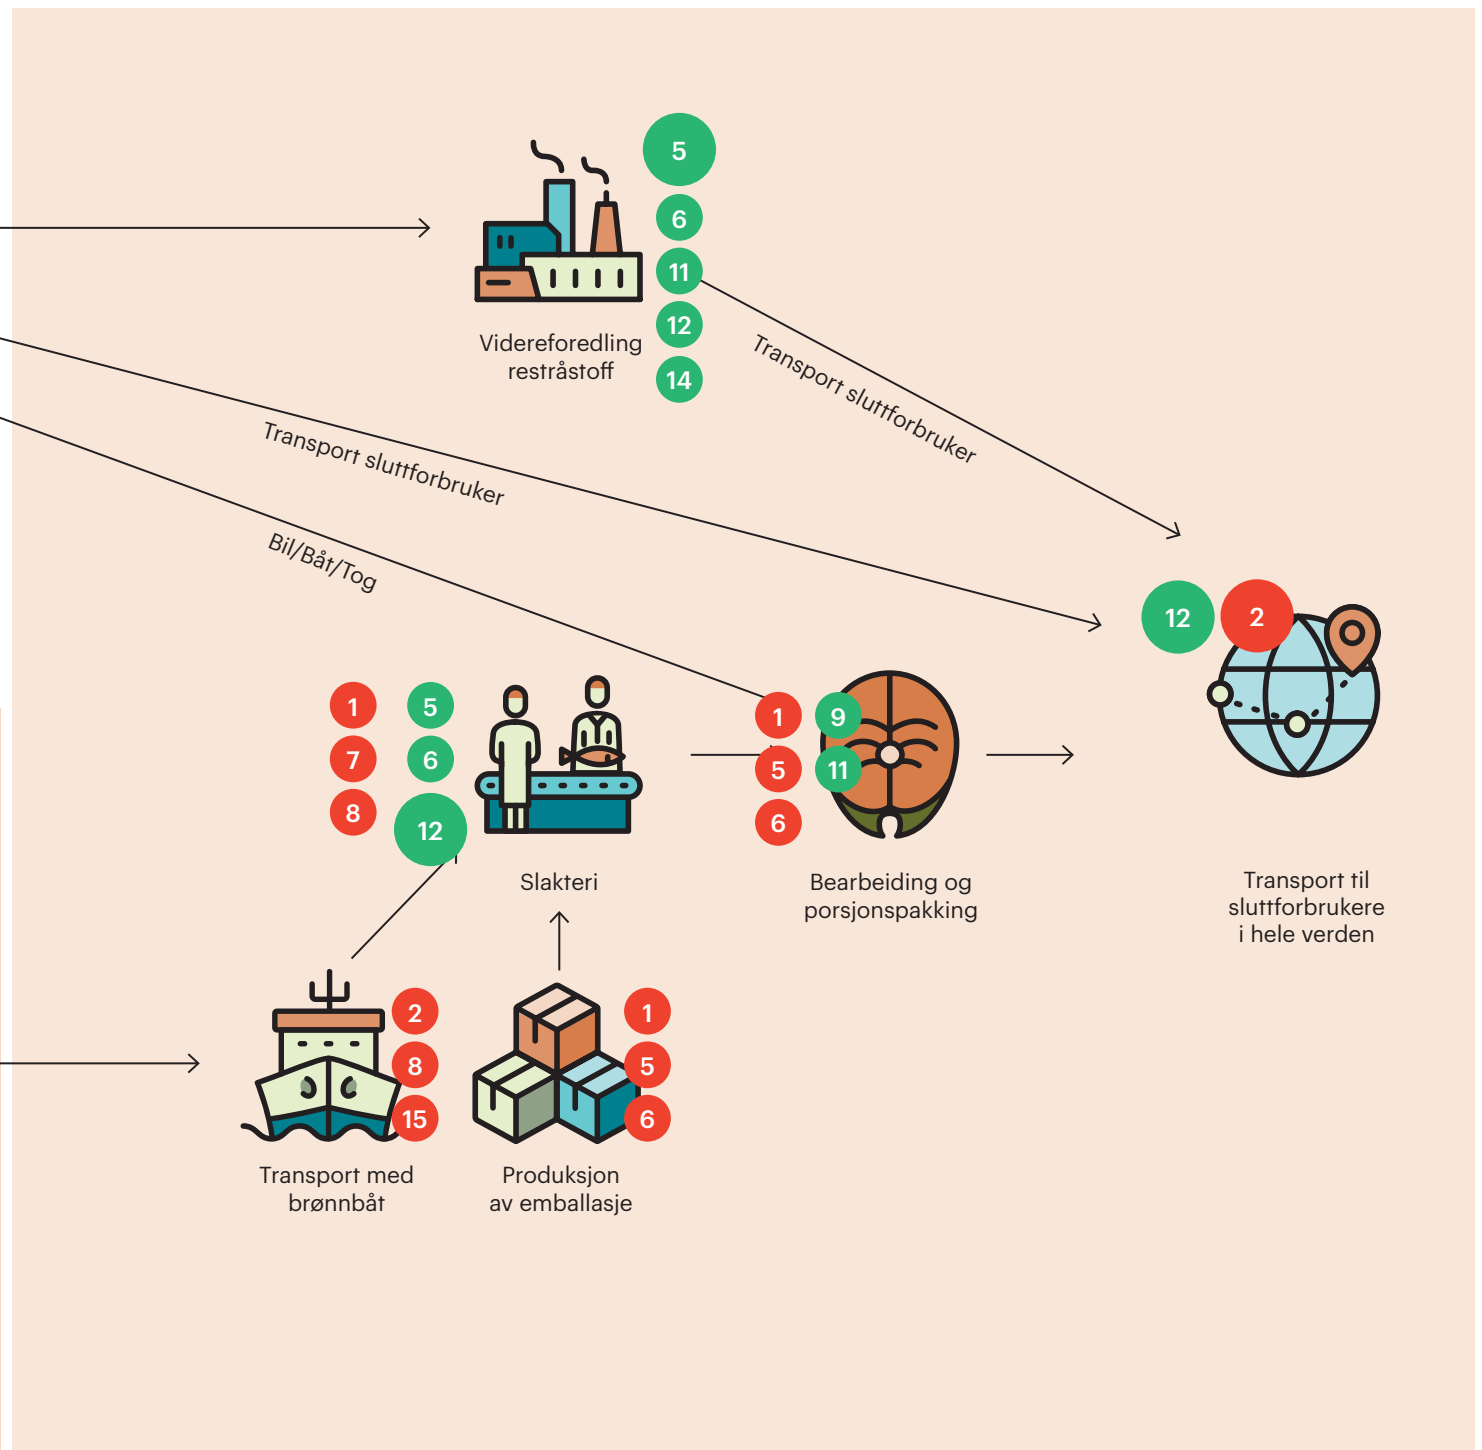 5
6
11
12
14
Videreforedling
restråstoff
Transport sluttforbruker
Transport sluttforbruker
Bil/Båt/Tog
12
2
1
7
8
5
6
12
1
5
6
9
11
Slakteri
Bearbeiding og
porsjonspakking
Transport til
sluttforbrukere
i hele verden
2
8
15
1
5
6
Transport med
brønnbåt
Produksjon
av emballasje